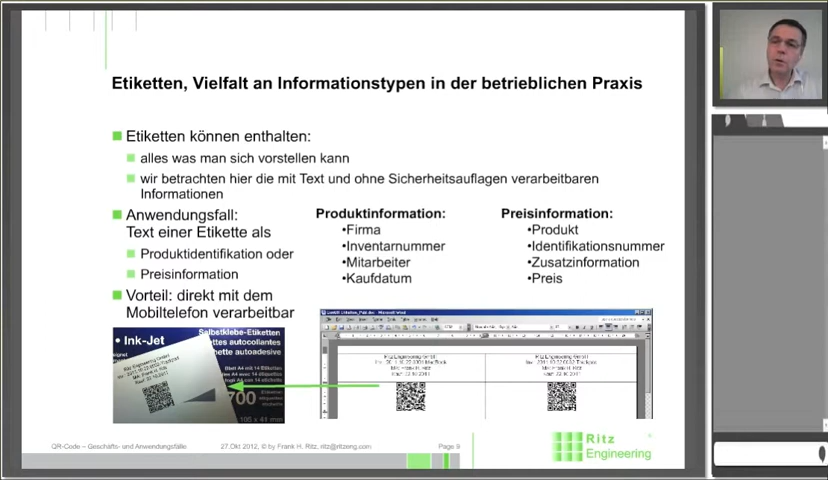 Etiketten, Vielfalt an Informationstypen in der betrieblichen Praxis
Etiketten können enthalten:
alles was man sich vorstellen kann
wir betrachten hier die mit Text und ohne Sicherheitsauflagen verarbeitbaren
Informationen
Anwendungsfall:
Text einer Etikette als
Produktidentifikation oder
Preisinformation
Vorteil: direkt mit dem
Mobiltelefon verarbeitbar
Produktinformation:
•Firma
•Inventarnummer
•Mitarbeiter
•Kaufdatum
Preisinformation:
•Produkt
•Identifikationsnummer
•Zusatzinformation
•Preis
• Ink-Jet
Selbstklebe-Etiketten
autocollantes
autoadesive
700
QR-Code – Geschäfts- und Anwendungsfälle
27.Okt 2012, © by Frank H. Ritz, ritz@ritzeng.com
Page 9
Ritz
Engineering